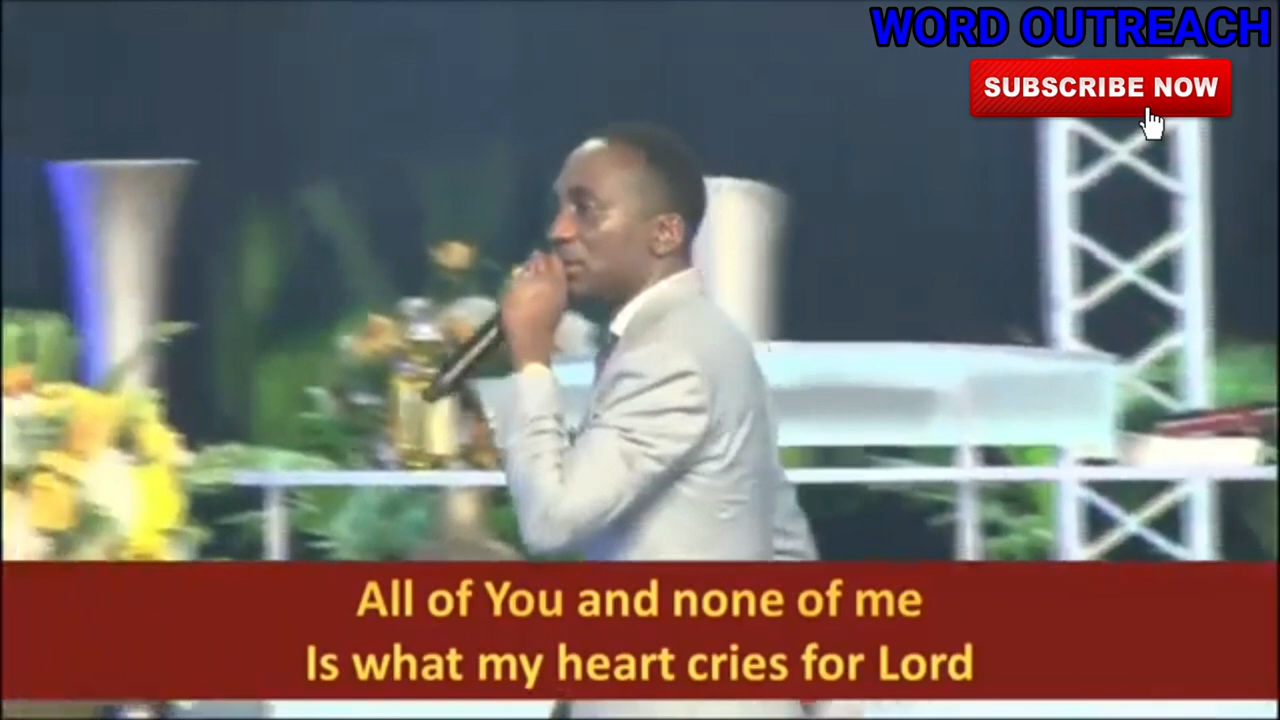 WORD OUTREACH
SUBSCRIBE NOW
All of You and none of me
Is what my heart cries for Lord